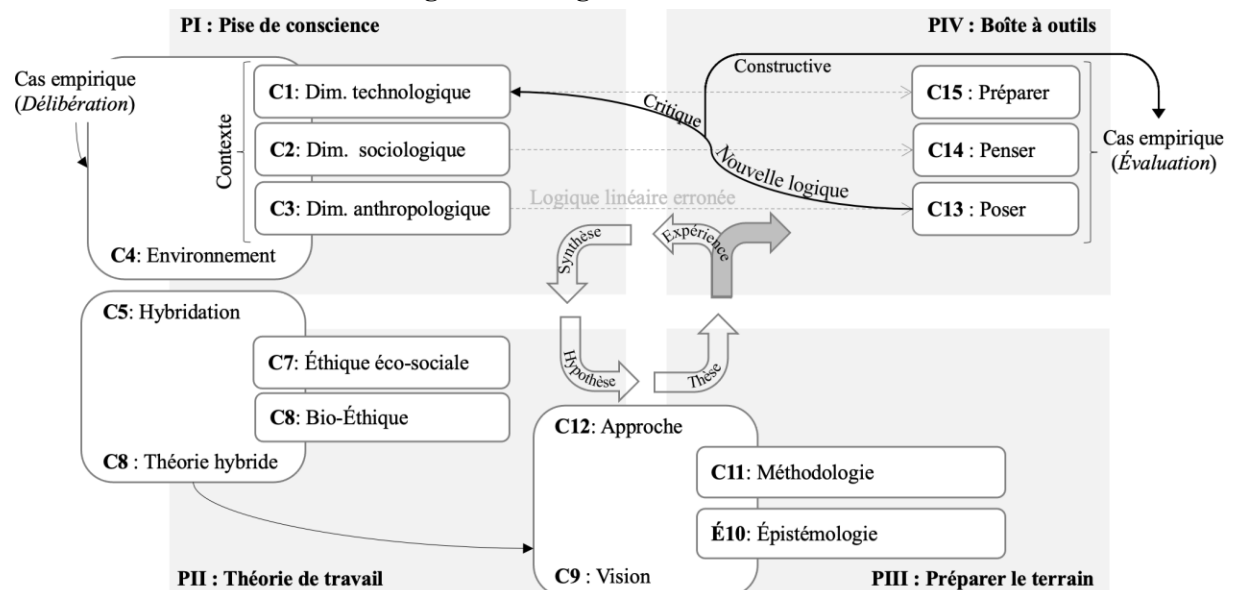 PI : Pise de conscience
PIV : Boîte à outils
Cas empirique
(Délibération)
Contexte
C1: Dim. technologique
C2: Dim. sociologique
C3: Dim. anthropologique
C4: Environnement
Constructive
Critique
Nouvelle logique
Logique linéaire erronée
C15 : Préparer
C14 : Penser
C13 : Poser
Cas empirique
(Évaluation)
Synthèse
Expérience
Hypothèse
Thèse
C5: Hybridation
C7: Éthique éco-sociale
C8: Bio-Éthique
C8 : Théorie hybride
C12: Approche
C11: Méthodologie
É10: Épistémologie
C9 : Vision
PII : Théorie de travail
PIII : Préparer le terrain